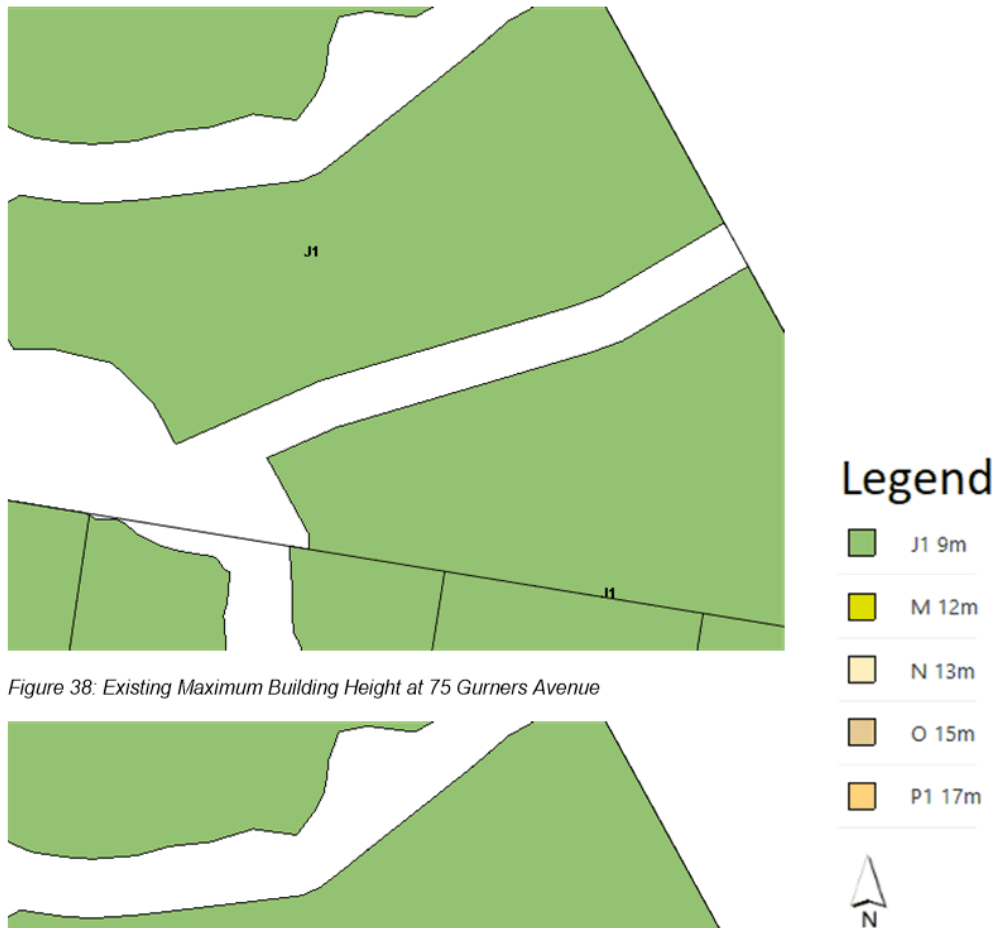 J1
J1
Figure 38: Existing Maximum Building Height at 75 Gurners Avenue
Legend
J1 9m
M 12m
N 13m
O 15m
P1 17m
N